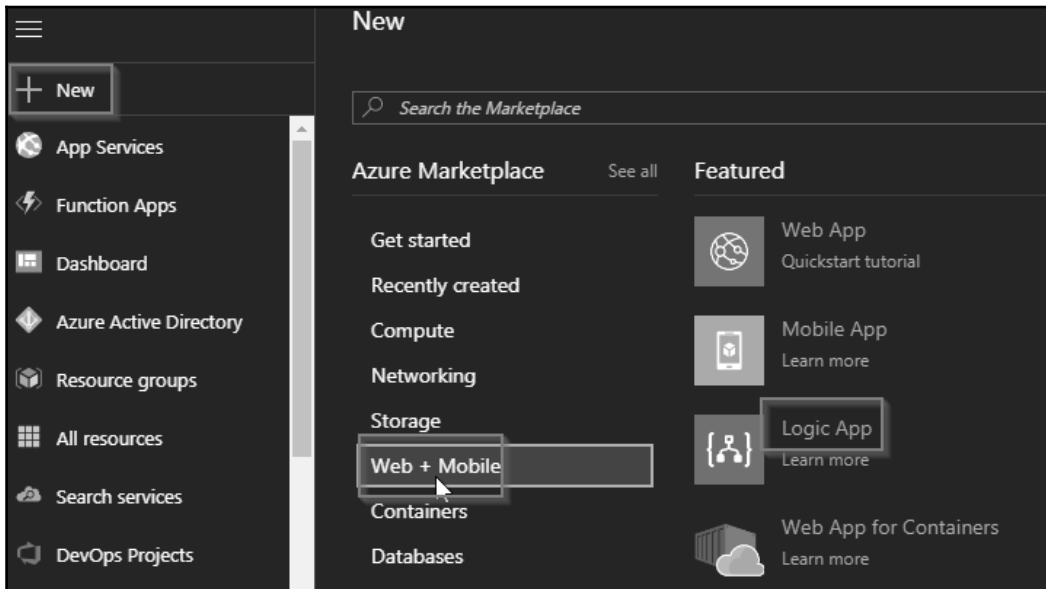 New
App Services
Function Apps
Dashboard
Azure Active Directory
Resource groups
All resources
Search services
DevOps Projects
New
Search the Marketplace
Azure Marketplace
See all
Get started
Recently created
Compute
Networking
Storage
Web + Mobile
Containers
Databases
Featured
Web App
Quickstart tutorial
Mobile App
Learn more
Logic App
Learn more
Web App for Containers
Learn more